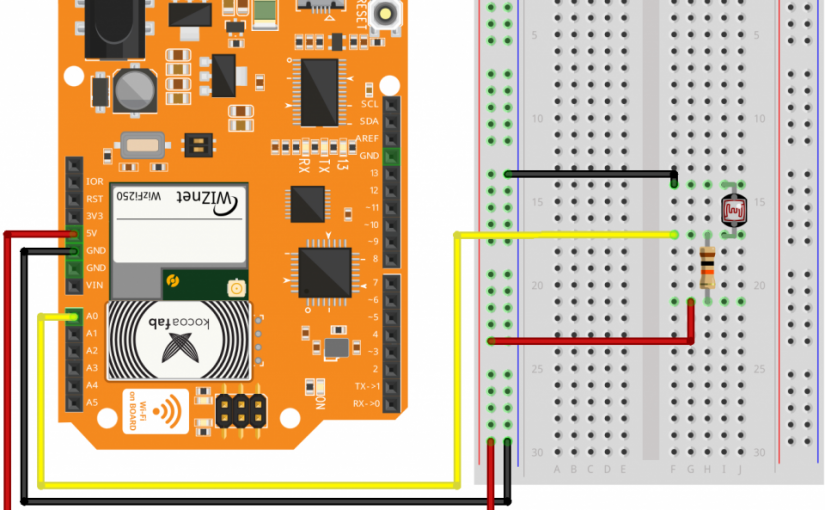 RESET
SCL
SDA
AREF
GND
13
12
~11
~10
~9
8
7
~6
~5
4
~3
2
TX->1
RX->0
RX
TX
13
ON
IOR
RST
3V3
5V
GND
GND
VIN
A0
A1
A2
A3
A4
A5
WIZnet
WizFi250
kocoafab
Wi-Fi
on BOARD
5
5
10
10
15
15
20
20
25
25
30
30
A B C D E
F G H I J